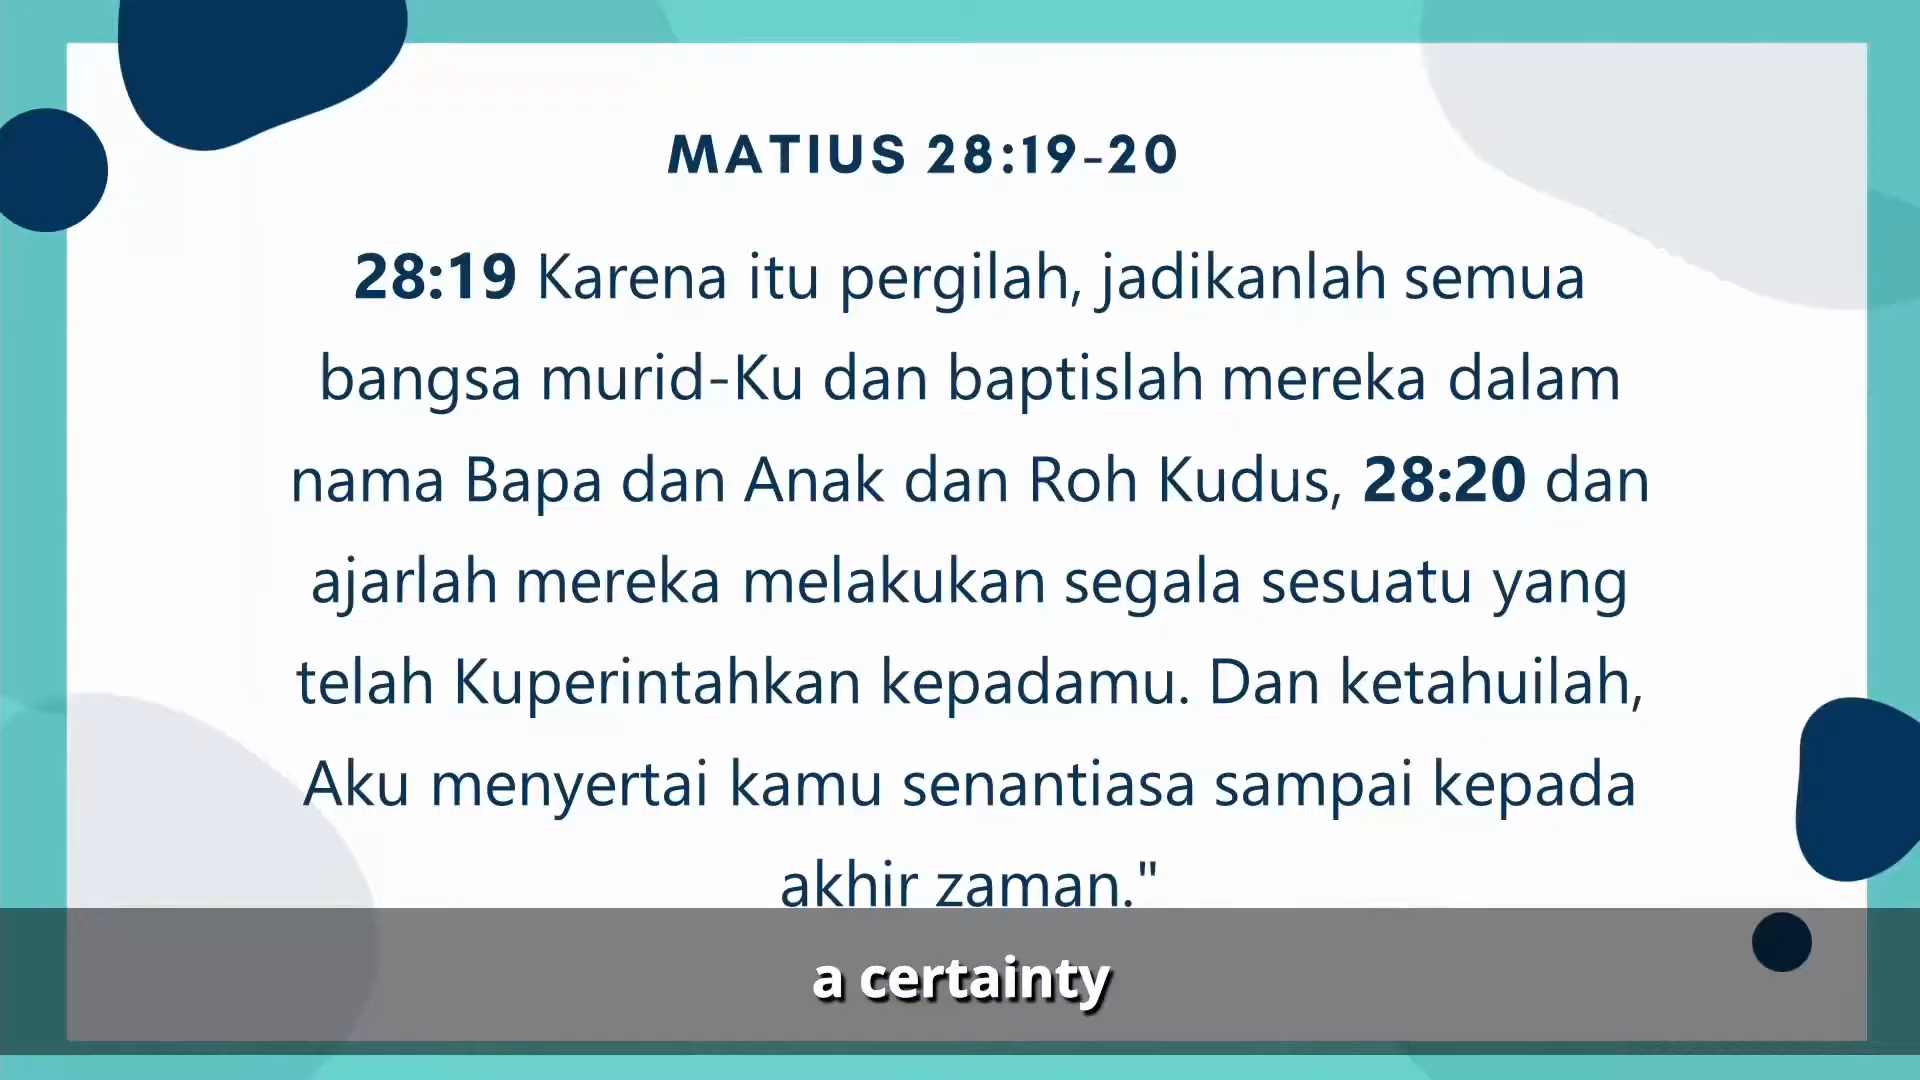 MATIUS 28:19-20
28:19 Karena itu pergilah, jadikanlah semua
bangsa murid-Ku dan baptislah mereka dalam
nama Bapa dan Anak dan Roh Kudus, 28:20 dan
ajarlah mereka melakukan segala sesuatu yang
telah Kuperintahkan kepadamu. Dan ketahuilah,
Aku menyertai kamu senantiasa sampai kepada
akhir zaman."
a certainty